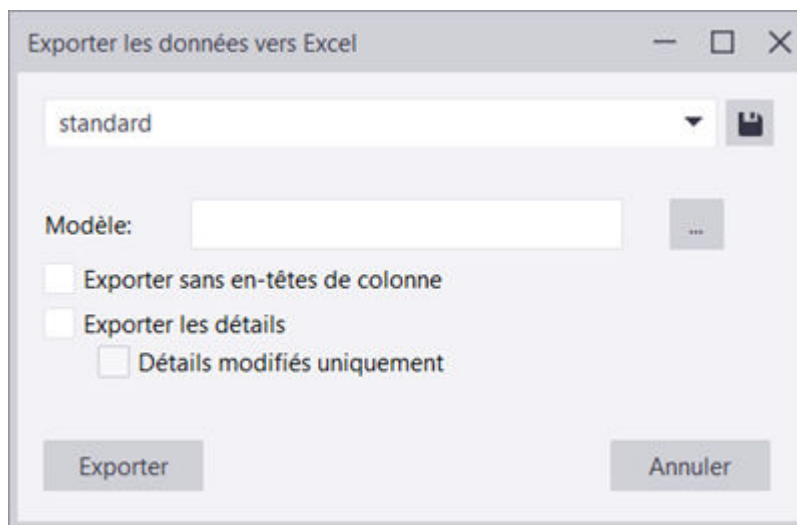 Exporter les données vers Excel
standard
Modèle:
...
Exporter sans en-têtes de colonne
Exporter les détails
Détails modifiés uniquement
Exporter
Annuler